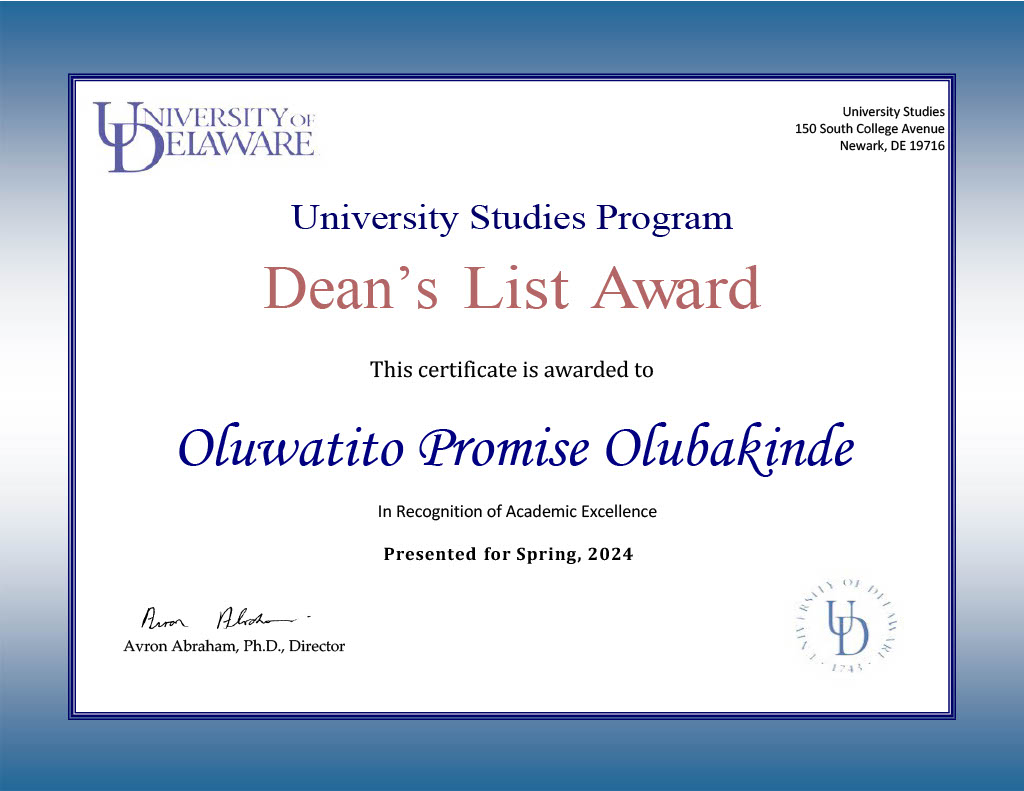 UNIVERSITY OF
DELAWARE
University Studies
150 South College Avenue
Newark, DE 19716
University Studies Program
Dean's List Award
This certificate is awarded to
Oluwatito Promise Olubakinde
In Recognition of Academic Excellence
Presented for Spring, 2024
Avron Abraham
Avron Abraham, Ph.D., Director
UNIVERSITY OF DELAWARE
UD
· 1743 ·